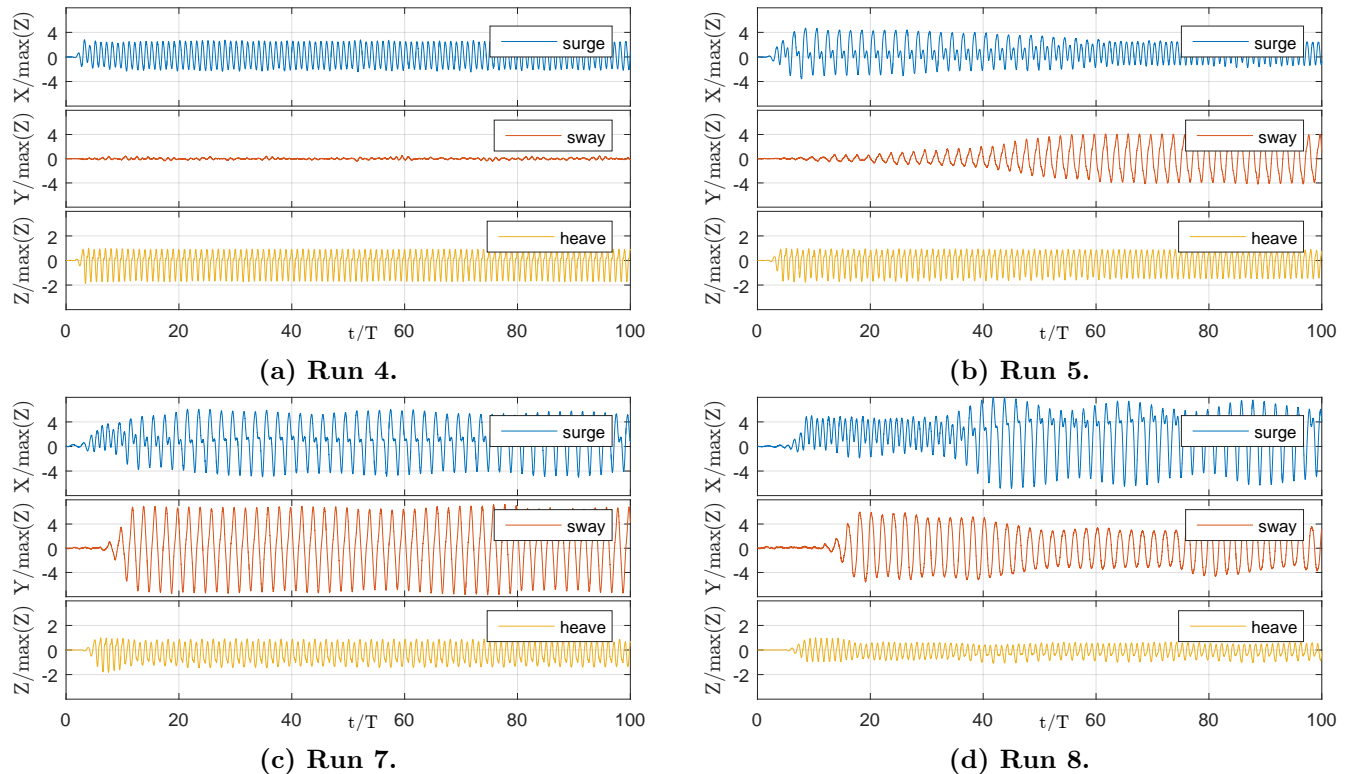 X/max(Z)
4
0
-4
surge
Y/max(Z)
4
0
-4
sway
Z/max(Z)
2
0
-2
heave
0 20 40 t/T 60 80 100
(a) Run 4.
X/max(Z)
4
0
-4
surge
Y/max(Z)
4
0
-4
sway
Z/max(Z)
2
0
-2
heave
0 20 40 t/T 60 80 100
(b) Run 5.
X/max(Z)
4
0
-4
surge
Y/max(Z)
4
0
-4
sway
Z/max(Z)
2
0
-2
heave
0 20 40 t/T 60 80 100
(c) Run 7.
X/max(Z)
4
0
-4
surge
Y/max(Z)
4
0
-4
sway
Z/max(Z)
2
0
-2
heave
0 20 40 t/T 60 80 100
(d) Run 8.